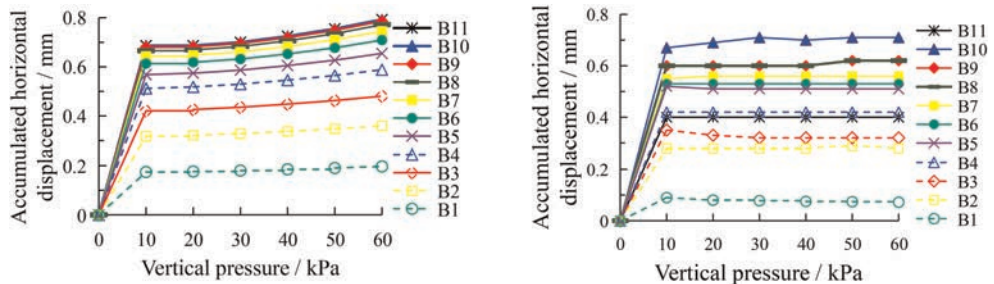 Accumulated horizontal
displacement / mm
0.8
0.6
0.4
0.2
0
0
10
20
30
40
50
60
Vertical pressure / kPa
B11
B10
B9
B8
B7
B6
B5
B4
B3
B2
B1
Accumulated horizontal
displacement / mm
0.8
0.6
0.4
0.2
0
0
10
20
30
40
50
60
Vertical pressure / kPa
B11
B10
B9
B8
B7
B6
B5
B4
B3
B2
B1